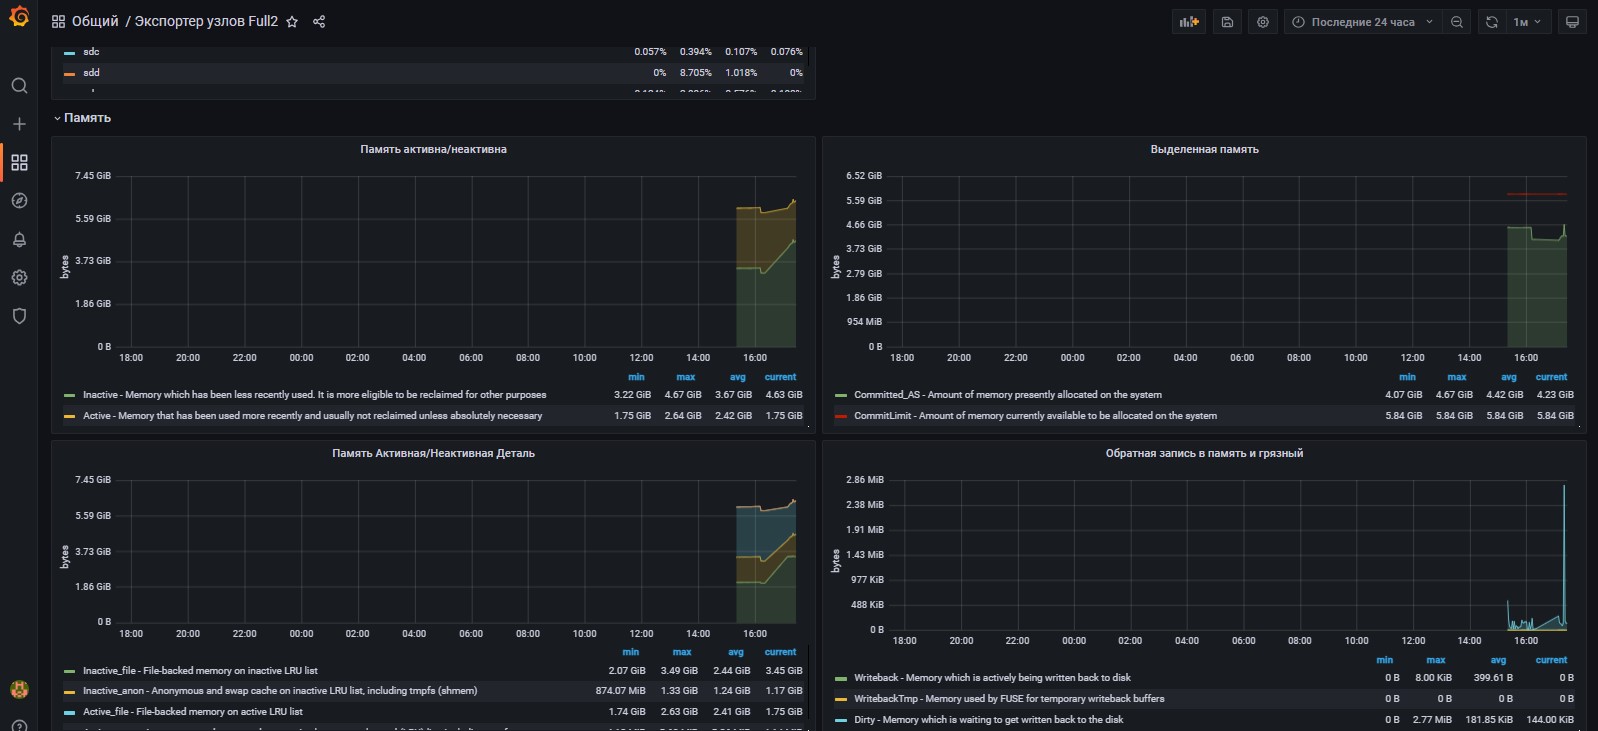 Общий / Экспортер узлов Full2
Последние 24 часа
1м
sdc 0.057% 0.394% 0.107% 0.076%
sdd 0% 8.705% 1.018% 0%
Память
Память активна/неактивна
7.45 GiB
5.59 GiB
3.73 GiB
1.86 GiB
0 B
bytes
18:00 20:00 22:00 00:00 02:00 04:00 06:00 08:00 10:00 12:00 14:00 16:00
min max avg current
Inactive - Memory which has been less recently used. It is more eligible to be reclaimed for other purposes 3.22 GiB 4.67 GiB 3.67 GiB 4.63 GiB
Active - Memory that has been used more recently and usually not reclaimed unless absolutely necessary 1.75 GiB 2.64 GiB 2.42 GiB 1.75 GiB
Выделенная память
6.52 GiB
5.59 GiB
4.66 GiB
3.73 GiB
2.79 GiB
1.86 GiB
954 MiB
0 B
bytes
18:00 20:00 22:00 00:00 02:00 04:00 06:00 08:00 10:00 12:00 14:00 16:00
min max avg current
Committed_AS - Amount of memory presently allocated on the system 4.07 GiB 4.67 GiB 4.42 GiB 4.23 GiB
CommitLimit - Amount of memory currently available to be allocated on the system 5.84 GiB 5.84 GiB 5.84 GiB 5.84 GiB
Память Активная/Неактивная Деталь
7.45 GiB
5.59 GiB
3.73 GiB
1.86 GiB
0 B
bytes
18:00 20:00 22:00 00:00 02:00 04:00 06:00 08:00 10:00 12:00 14:00 16:00
min max avg current
Inactive_file - File-backed memory on inactive LRU list 2.07 GiB 3.49 GiB 2.44 GiB 3.45 GiB
Inactive_anon - Anonymous and swap cache on inactive LRU list, including tmpfs (shmem) 874.07 MiB 1.33 GiB 1.24 GiB 1.17 GiB
Active_file - File-backed memory on active LRU list 1.74 GiB 2.63 GiB 2.41 GiB 1.75 GiB
Обратная запись в память и грязный
2.86 MiB
2.38 MiB
1.91 MiB
1.43 MiB
977 KiB
488 KiB
0 B
bytes
18:00 20:00 22:00 00:00 02:00 04:00 06:00 08:00 10:00 12:00 14:00 16:00
min max avg current
Writeback - Memory which is actively being written back to disk 0 B 8.00 KiB 399.61 B 0 B
WritebackTmp - Memory used by FUSE for temporary writeback buffers 0 B 0 B 0 B 0 B
Dirty - Memory which is waiting to get written back to the disk 0 B 2.77 MiB 181.85 KiB 144.00 KiB